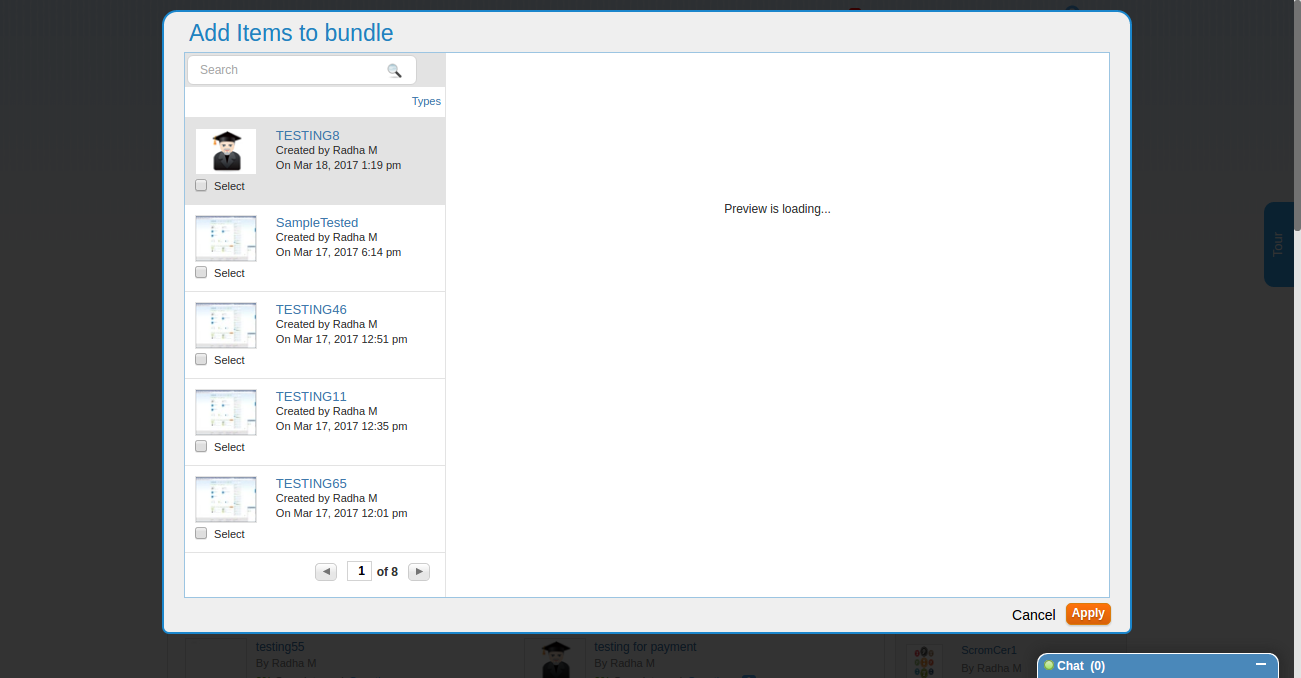 Add Items to bundle
Search
Types
TESTING8
Created by Radha M
On Mar 18, 2017 1:19 pm
Select
SampleTested
Created by Radha M
On Mar 17, 2017 6:14 pm
Select
TESTING46
Created by Radha M
On Mar 17, 2017 12:51 pm
Select
TESTING11
Created by Radha M
On Mar 17, 2017 12:35 pm
Select
TESTING65
Created by Radha M
On Mar 17, 2017 12:01 pm
Select
1 of 8
Preview is loading...
Tour
Cancel Apply
testing55
By Radha M
testing for payment
By Radha M
ScromCer1
By Radha M
Chat (0)